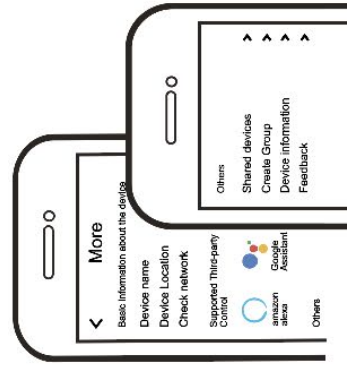 More
Basic information about the device
Device name
Device Location
Check network
Supported Third-party
Control
amazon
alexa
Google
Assistant
Others
Others
Shared devices
Create Group
Device information
Feedback